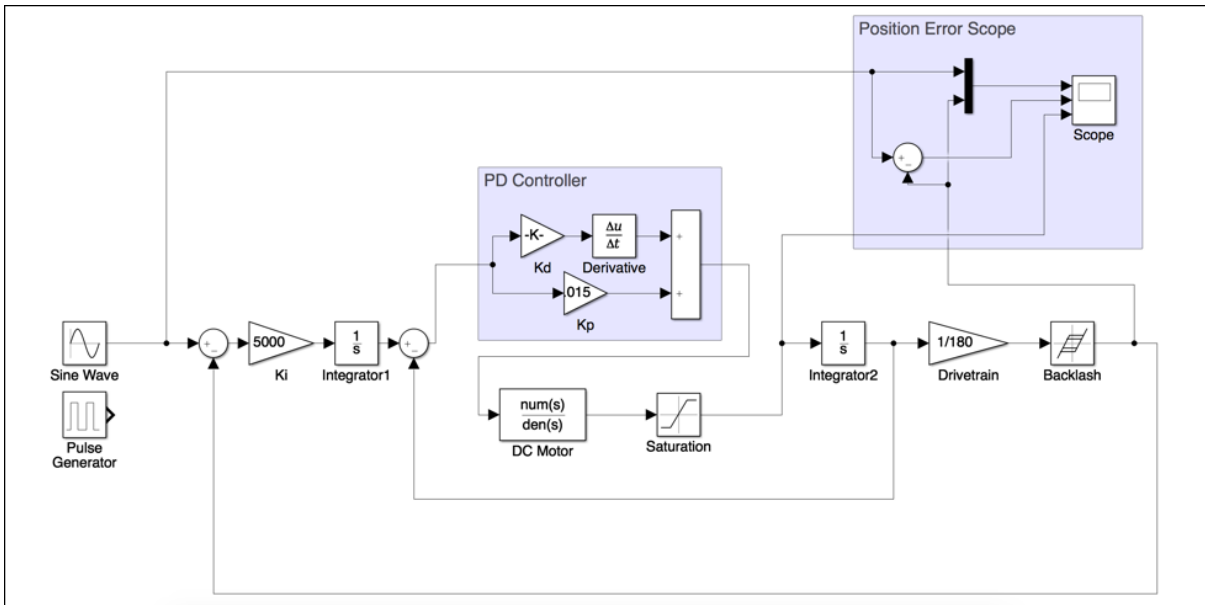 Position Error Scope
Scope
+
-
PD Controller
-K-
Kd
Δu
Δt
Derivative
+
.015
Kp
+
Sine Wave
+
-
5000
Ki
1
s
Integrator1
+
-
1
s
Integrator2
1/180
Drivetrain
Backlash
Pulse
Generator
num(s)
den(s)
DC Motor
Saturation